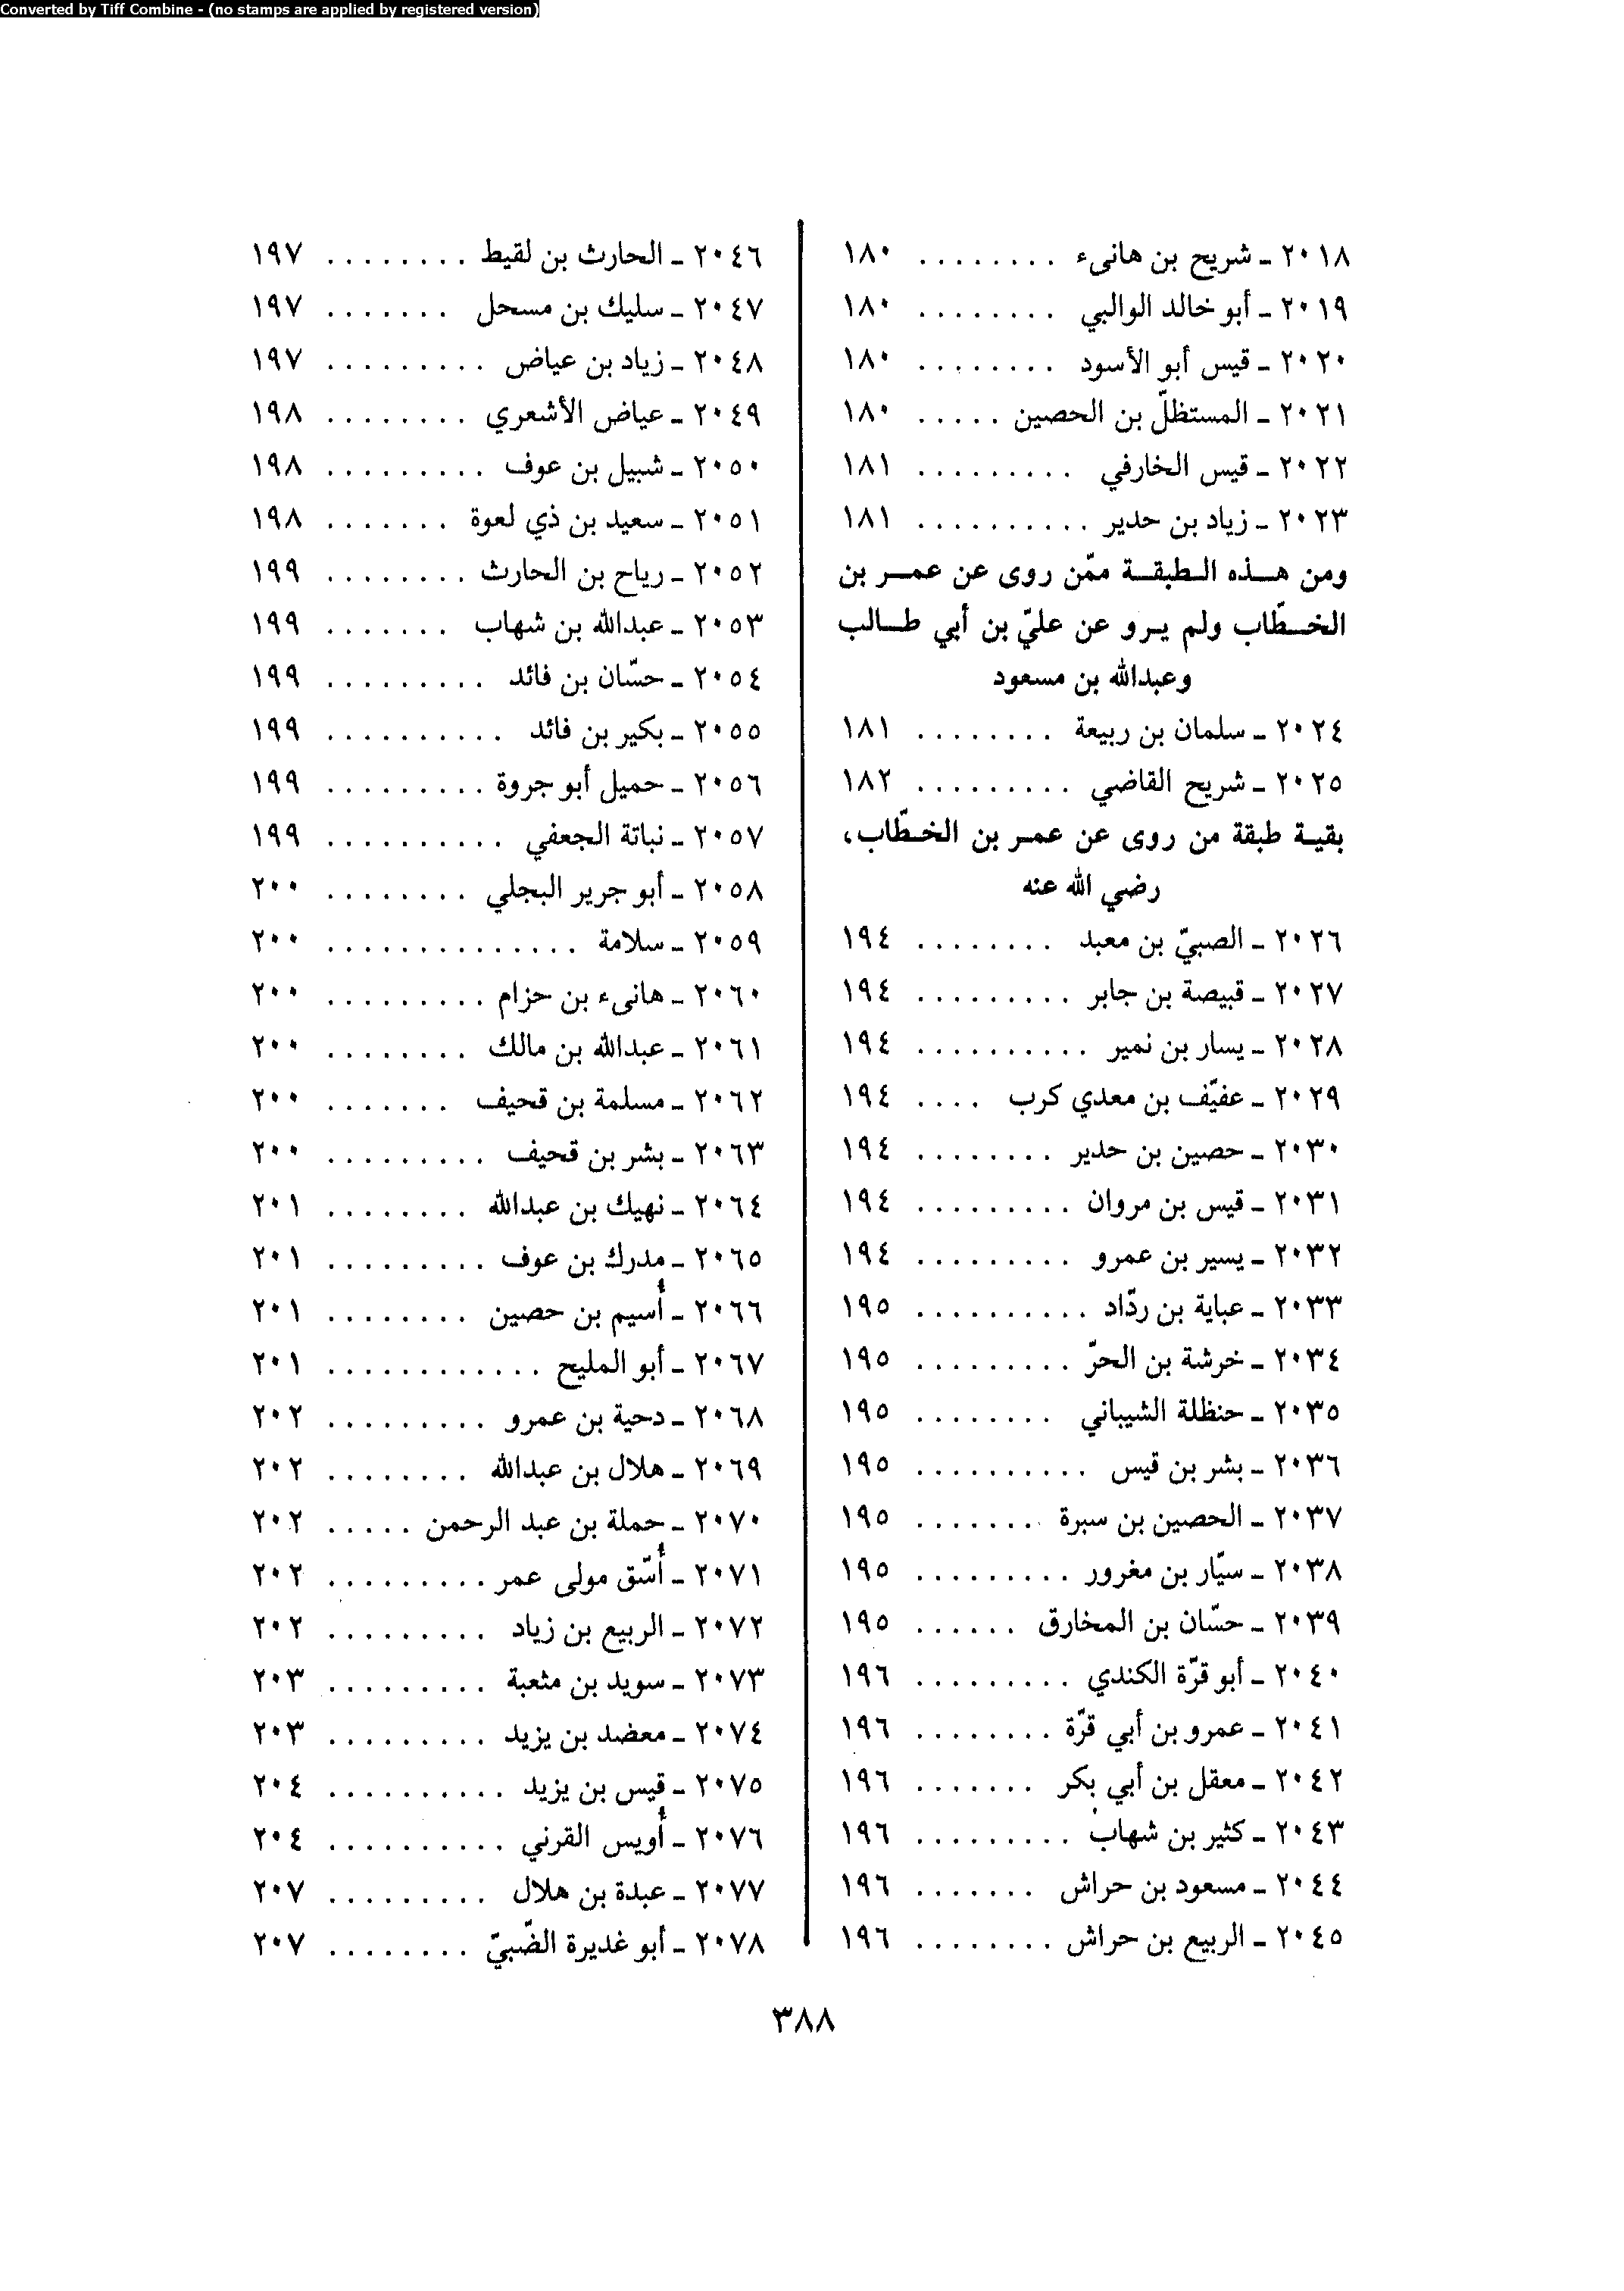 Converted by Tiff Combine - (no stamps are applied by registered version)
٢٠١٨ - شريح بن هانىء . . . . . . . . ١٨٠
٢٠١٩ - أبو خالد الوالبي . . . . . . . . ١٨٠
٢٠٢٠ - قيس أبو الأسود . . . . . . . . ١٨٠
٢٠٢١ - المستظلّ بن الحصين . . . . . ١٨٠
٢٠٢٢ - قيس الخارفي . . . . . . . . . ١٨١
٢٠٢٣ - زياد بن حدير . . . . . . . . . . ١٨١
ومن هذه الطبقة ممّن روى عن عمر بن
الخطّاب ولم يرو عن عليّ بن أبي طالب
وعبدالله بن مسعود
٢٠٢٤ - سلمان بن ربيعة . . . . . . . . ١٨١
٢٠٢٥ - شريح القاضي . . . . . . . . . ١٨٢
بقية طبقة من روى عن عمر بن الخطّاب،
رضي الله عنه
٢٠٢٦ - الصبيّ بن معبد . . . . . . . . ١٩٤
٢٠٢٧ - قبيصة بن جابر . . . . . . . . . ١٩٤
٢٠٢٨ - يسار بن نمير . . . . . . . . . . ١٩٤
٢٠٢٩ - عفيّف بن معدي كرب . . . . ١٩٤
٢٠٣٠ - حصين بن حدير . . . . . . . . ١٩٤
٢٠٣١ - قيس بن مروان . . . . . . . . . ١٩٤
٢٠٣٢ - يسير بن عمرو . . . . . . . . . ١٩٤
٢٠٣٣ - عباية بن ردّاد . . . . . . . . . . ١٩٥
٢٠٣٤ - خرشة بن الحرّ . . . . . . . . . ١٩٥
٢٠٣٥ - حنظلة الشيباني . . . . . . . . ١٩٥
٢٠٣٦ - بشر بن قيس . . . . . . . . . . ١٩٥
٢٠٣٧ - الحصين بن سبرة . . . . . . . ١٩٥
٢٠٣٨ - سيّار بن مغرور . . . . . . . . . ١٩٥
٢٠٣٩ - حسّان بن المخارق . . . . . . ١٩٥
٢٠٤٠ - أبو قرّة الكندي . . . . . . . . . ١٩٦
٢٠٤١ - عمرو بن أبي قرّة . . . . . . . . ١٩٦
٢٠٤٢ - معقل بن أبي بكر . . . . . . . ١٩٦
٢٠٤٣ - كثير بن شهاب . . . . . . . . . ١٩٦
٢٠٤٤ - مسعود بن حراش . . . . . . . ١٩٦
٢٠٤٥ - الربيع بن حراش . . . . . . . . ١٩٦
٢٠٤٦ - الحارث بن لقيط . . . . . . . . ١٩٧
٢٠٤٧ - سليك بن مسحل . . . . . . . ١٩٧
٢٠٤٨ - زياد بن عياض . . . . . . . . . ١٩٧
٢٠٤٩ - عياض الأشعري . . . . . . . . ١٩٨
٢٠٥٠ - شبيل بن عوف . . . . . . . . . ١٩٨
٢٠٥١ - سعيد بن ذي لعوة . . . . . . . ١٩٨
٢٠٥٢ - رياح بن الحارث . . . . . . . . ١٩٩
٢٠٥٣ - عبدالله بن شهاب . . . . . . . ١٩٩
٢٠٥٤ - حسّان بن فائد . . . . . . . . . ١٩٩
٢٠٥٥ - بكير بن فائد . . . . . . . . . . ١٩٩
٢٠٥٦ - حميل أبو جروة . . . . . . . . . ١٩٩
٢٠٥٧ - نباتة الجعفي . . . . . . . . . . ١٩٩
٢٠٥٨ - أبو جرير البجلي . . . . . . . . ٢٠٠
٢٠٥٩ - سلامة . . . . . . . . . . . . . . ٢٠٠
٢٠٦٠ - هانىء بن حزام . . . . . . . . . ٢٠٠
٢٠٦١ - عبدالله بن مالك . . . . . . . . ٢٠٠
٢٠٦٢ - مسلمة بن قحيف . . . . . . . ٢٠٠
٢٠٦٣ - بشر بن قحيف . . . . . . . . . ٢٠٠
٢٠٦٤ - نهيك بن عبدالله . . . . . . . . ٢٠١
٢٠٦٥ - مدرك بن عوف . . . . . . . . . ٢٠١
٢٠٦٦ - أُسيم بن حصين . . . . . . . . ٢٠١
٢٠٦٧ - أبو المليح . . . . . . . . . . . . ٢٠١
٢٠٦٨ - دحية بن عمرو . . . . . . . . . ٢٠٢
٢٠٦٩ - هلال بن عبدالله . . . . . . . . ٢٠٢
٢٠٧٠ - حملة بن عبد الرحمن . . . . . ٢٠٢
٢٠٧١ - أُسّق مولى عمر . . . . . . . . . ٢٠٢
٢٠٧٢ - الربيع بن زياد . . . . . . . . . ٢٠٢
٢٠٧٣ - سويد بن مثعبة . . . . . . . . . ٢٠٣
٢٠٧٤ - معضد بن يزيد . . . . . . . . . ٢٠٣
٢٠٧٥ - قيس بن يزيد . . . . . . . . . . ٢٠٤
٢٠٧٦ - أُويس القرني . . . . . . . . . . ٢٠٤
٢٠٧٧ - عبدة بن هلال . . . . . . . . . ٢٠٧
٢٠٧٨ - أبو غديرة الضّبيّ . . . . . . . . ٢٠٧
٣٨٨